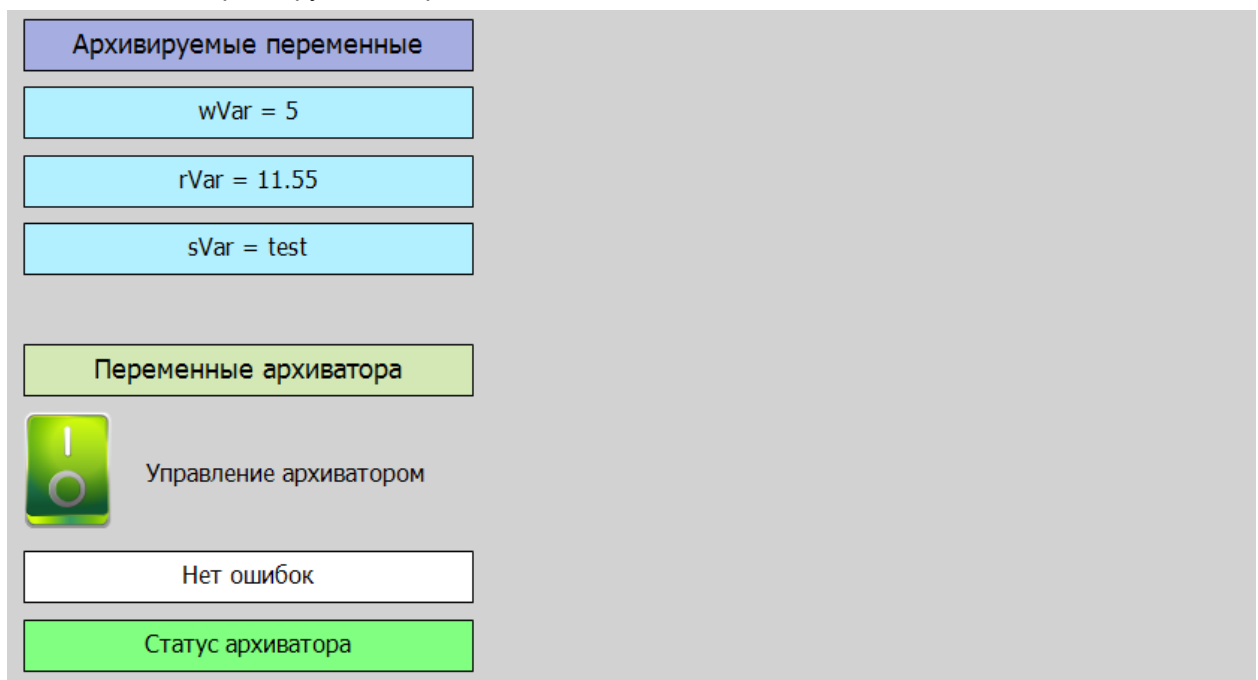 Архивируемые переменные
wVar = 5
rVar = 11.55
sVar = test
Переменные архиватора
Управление архиватором
Нет ошибок
Статус архиватора